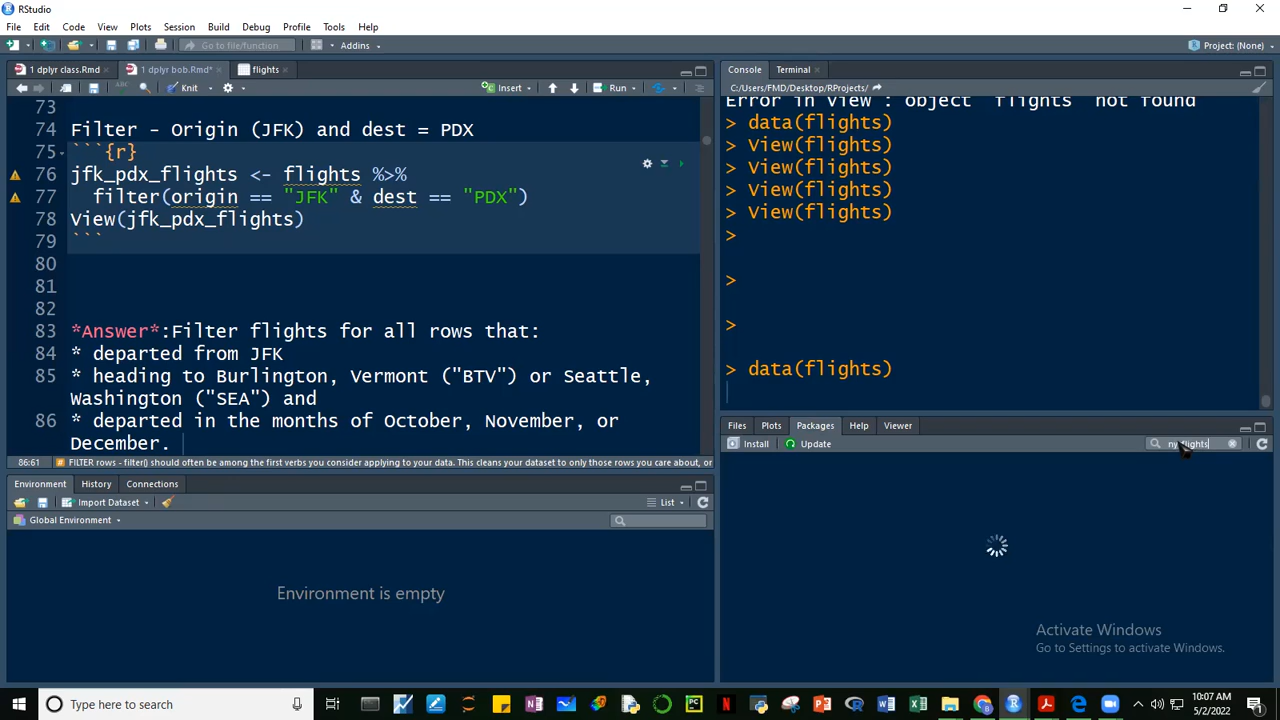 RStudio
File Edit Code View Plots Session Build Debug Profile Tools Help
Go to file/function Addins Project: (None)
1 dplyr class.Rmd 1 dplyr bob.Rmd* flights
Knit Insert Run
73
74 Filter - Origin (JFK) and dest = PDX
75 ```{r}
76 jfk_pdx_flights <- flights %>%
77 filter(origin == "JFK" & dest == "PDX")
78 View(jfk_pdx_flights)
79 ```
80
81
82
83 *Answer*:Filter flights for all rows that:
84 * departed from JFK
85 * heading to Burlington, Vermont ("BTV") or Seattle,
Washington ("SEA") and
86 * departed in the months of October, November, or
December.
86:61 FILTER rows - filter() should often be among the first verbs you consider applying to your data. This cleans your dataset to only those rows you care about, or
Environment History Connections
Import Dataset List
Global Environment
Environment is empty
Console Terminal
C:/Users/FMD/Desktop/RProjects/
Error in View : object 'flights' not found
> data(flights)
> View(flights)
> View(flights)
> View(flights)
> View(flights)
>
>
>
> data(flights)
Files Plots Packages Help Viewer
Install Update
Activate Windows
Go to Settings to activate Windows.
Type here to search
10:07 AM
5/2/2022